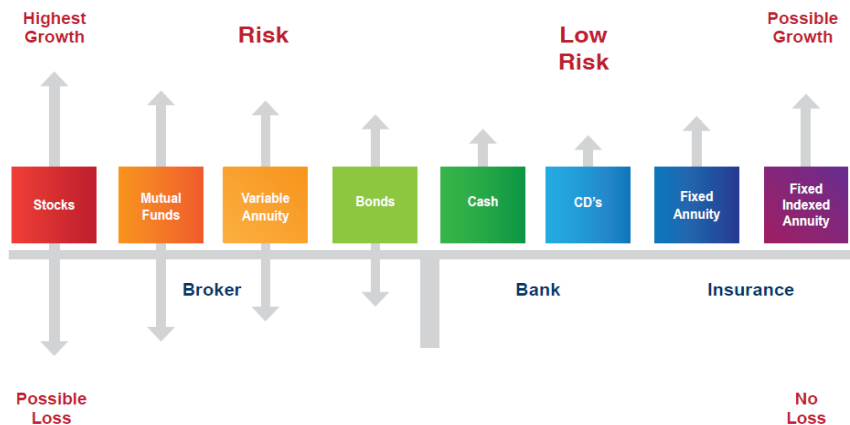 Highest
Growth
Risk
Low
Risk
Possible
Growth
Stocks
Mutual
Funds
Variable
Annuity
Bonds
Cash
CD's
Fixed
Annuity
Fixed
Indexed
Annuity
Broker
Bank
Insurance
Possible
Loss
No
Loss